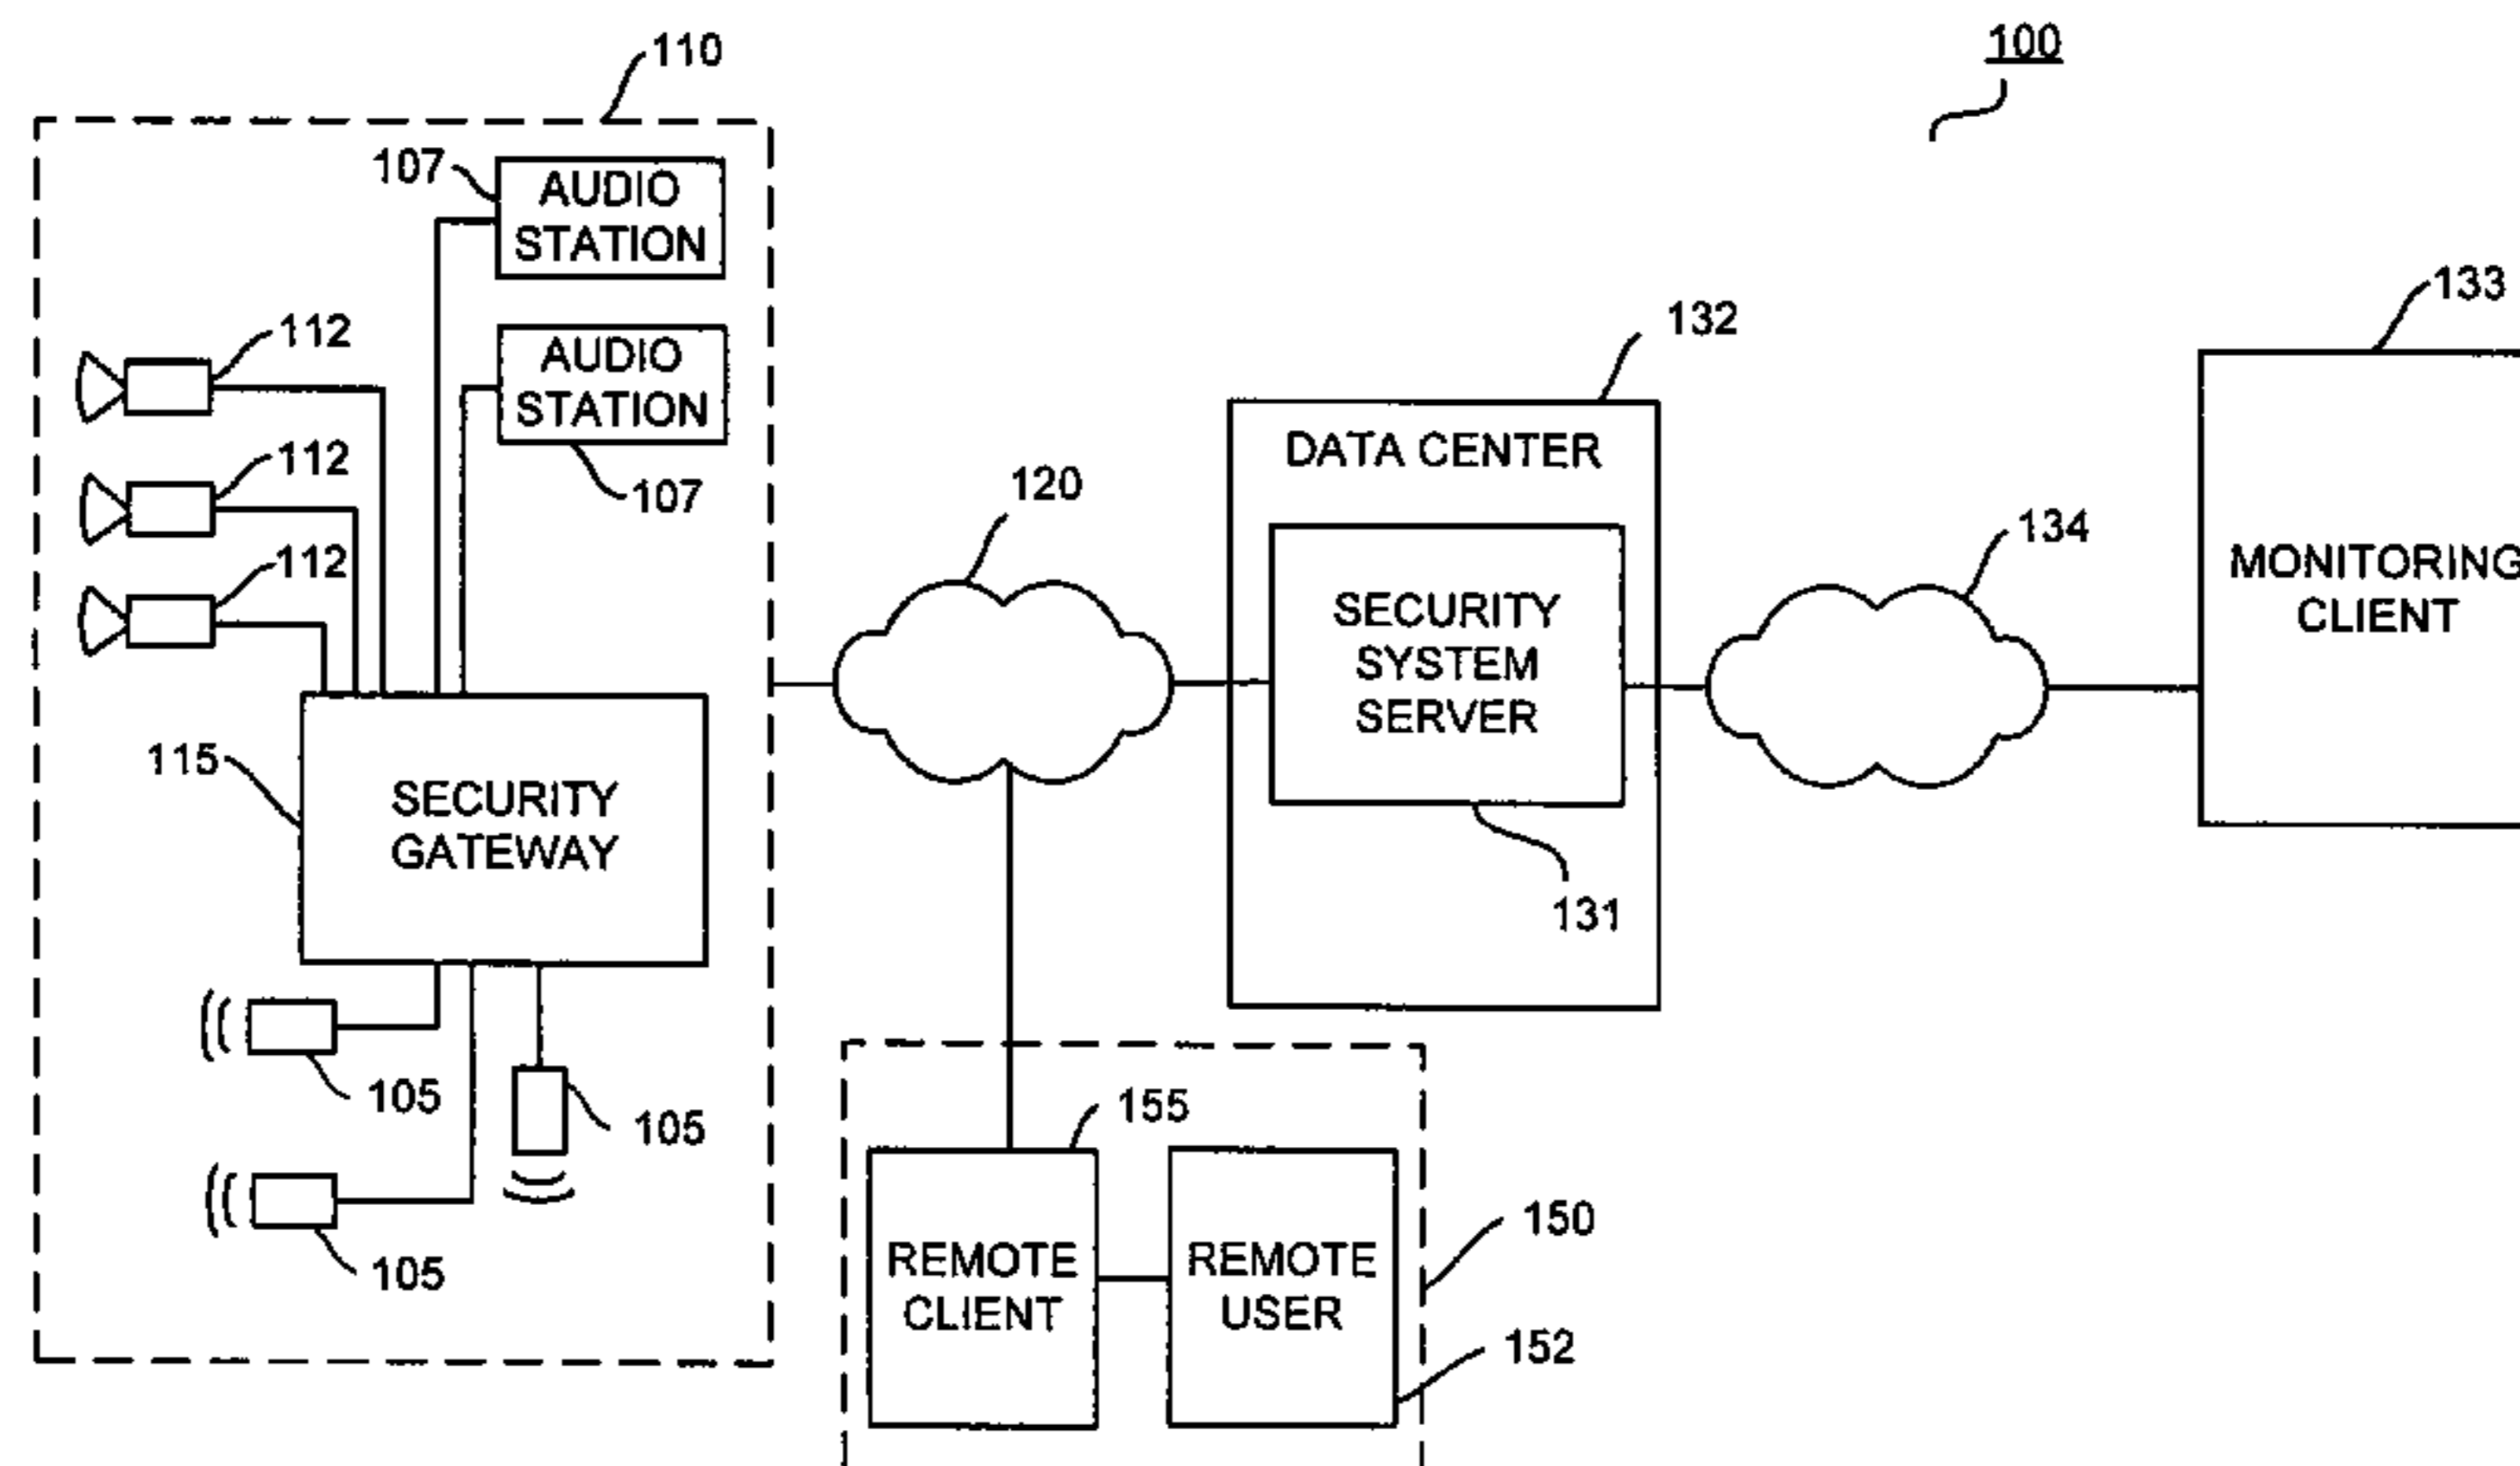 100
110
107
AUDIO
STATION
112
AUDIO
STATION
107
112
112
115
SECURITY
GATEWAY
105
105
105
120
132
DATA CENTER
SECURITY
SYSTEM
SERVER
131
134
133
MONITORING
CLIENT
155
REMOTE
CLIENT
REMOTE
USER
150
152